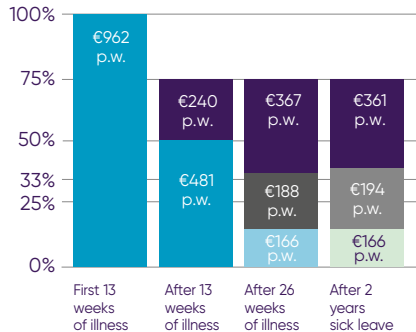 100%
75%
50%
33%
25%
0%
€962
p.w.
€240
p.w.
€481
p.w.
€367
p.w.
€188
p.w.
€166
p.w.
€361
p.w.
€194
p.w.
€166
p.w.
First 13
weeks
of illness
After 13
weeks
of illness
After 26
weeks
of illness
After 2
years
sick leave